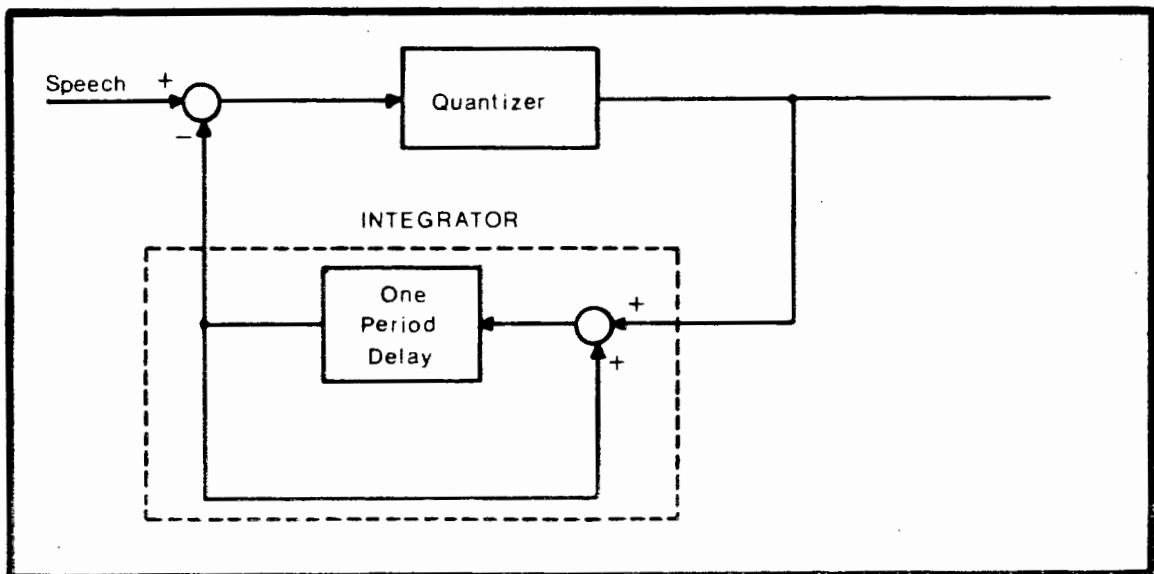 Speech
+
−
Quantizer
INTEGRATOR
One
Period
Delay
+
+